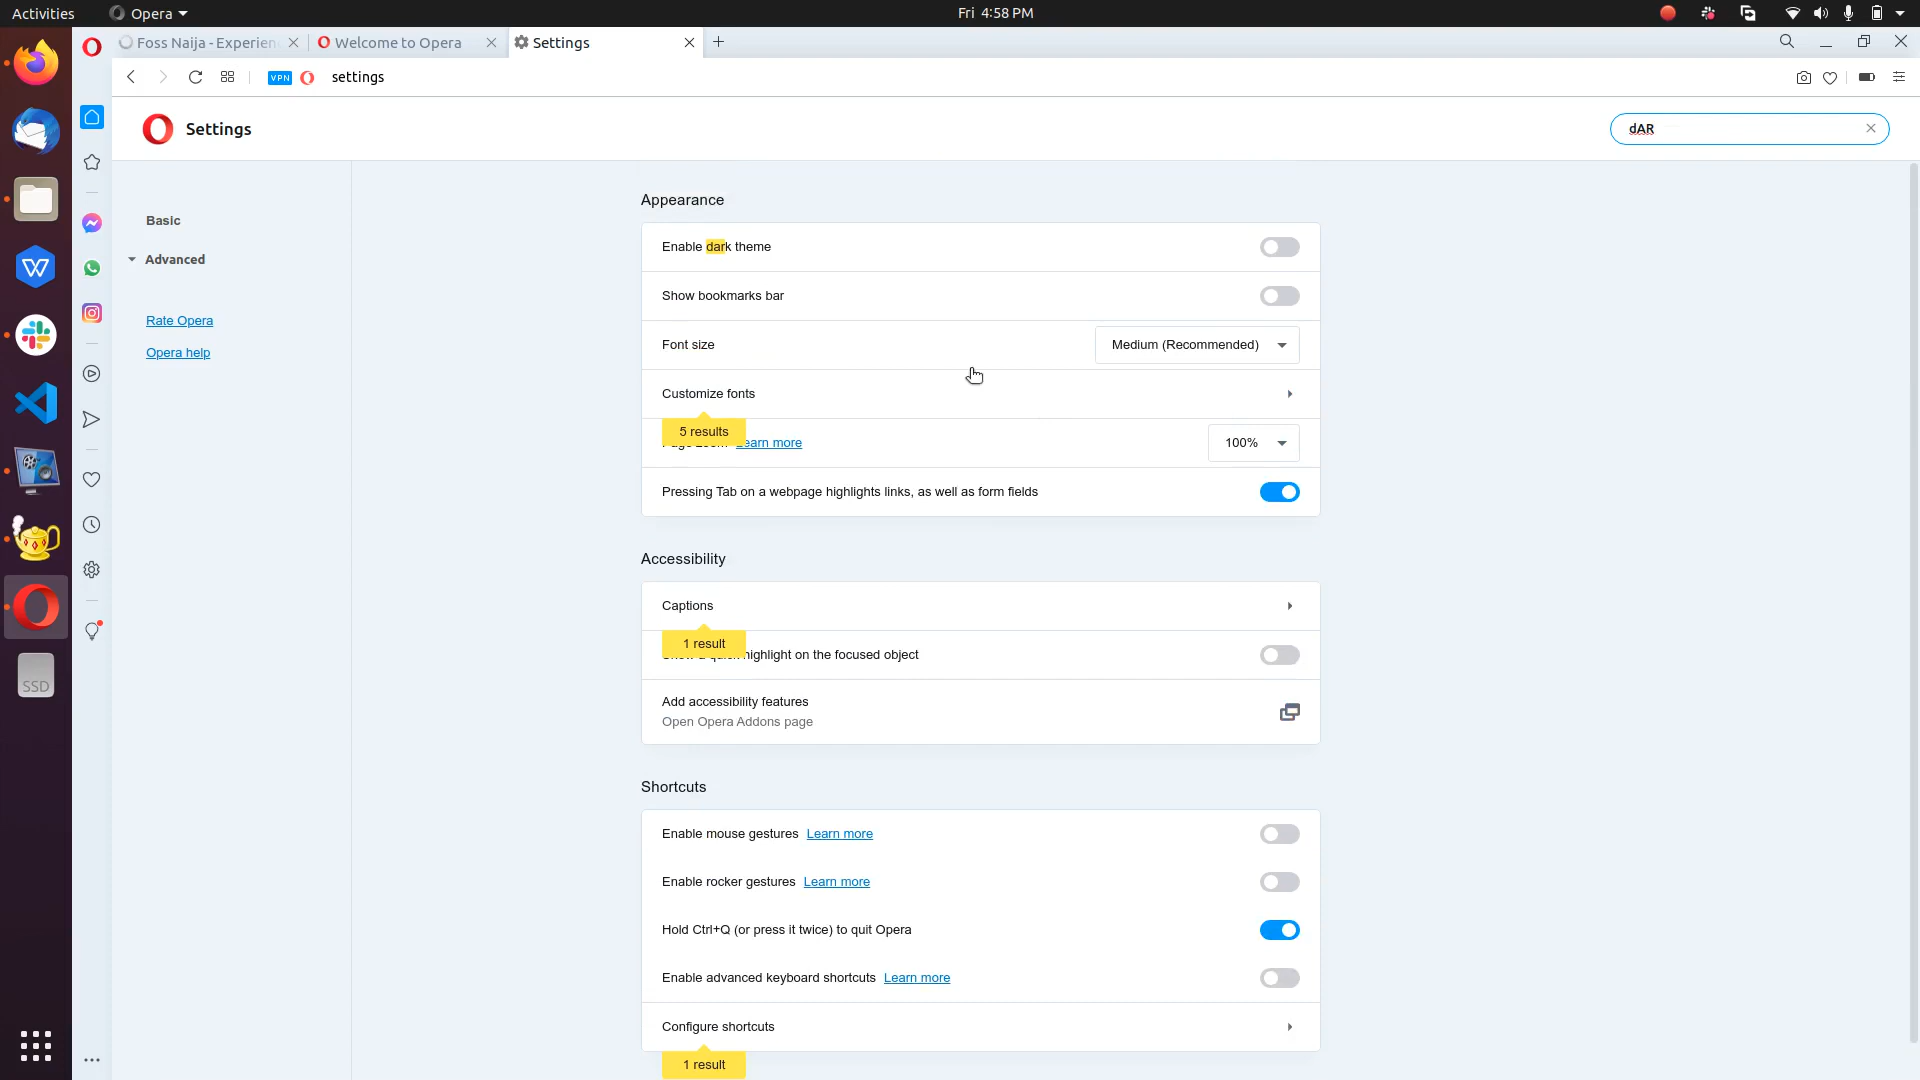 Activities
Opera
Fri 4:58 PM
Foss Naija - Experien
Welcome to Opera
Settings
VPN
settings
Settings
dAR
Basic
Advanced
Rate Opera
Opera help
Appearance
Enable dark theme
Show bookmarks bar
Font size
Medium (Recommended)
Customize fonts
5 results
Learn more
100%
Pressing Tab on a webpage highlights links, as well as form fields
Accessibility
Captions
1 result
highlight on the focused object
Add accessibility features
Open Opera Addons page
Shortcuts
Enable mouse gestures Learn more
Enable rocker gestures Learn more
Hold Ctrl+Q (or press it twice) to quit Opera
Enable advanced keyboard shortcuts Learn more
Configure shortcuts
1 result
SSD